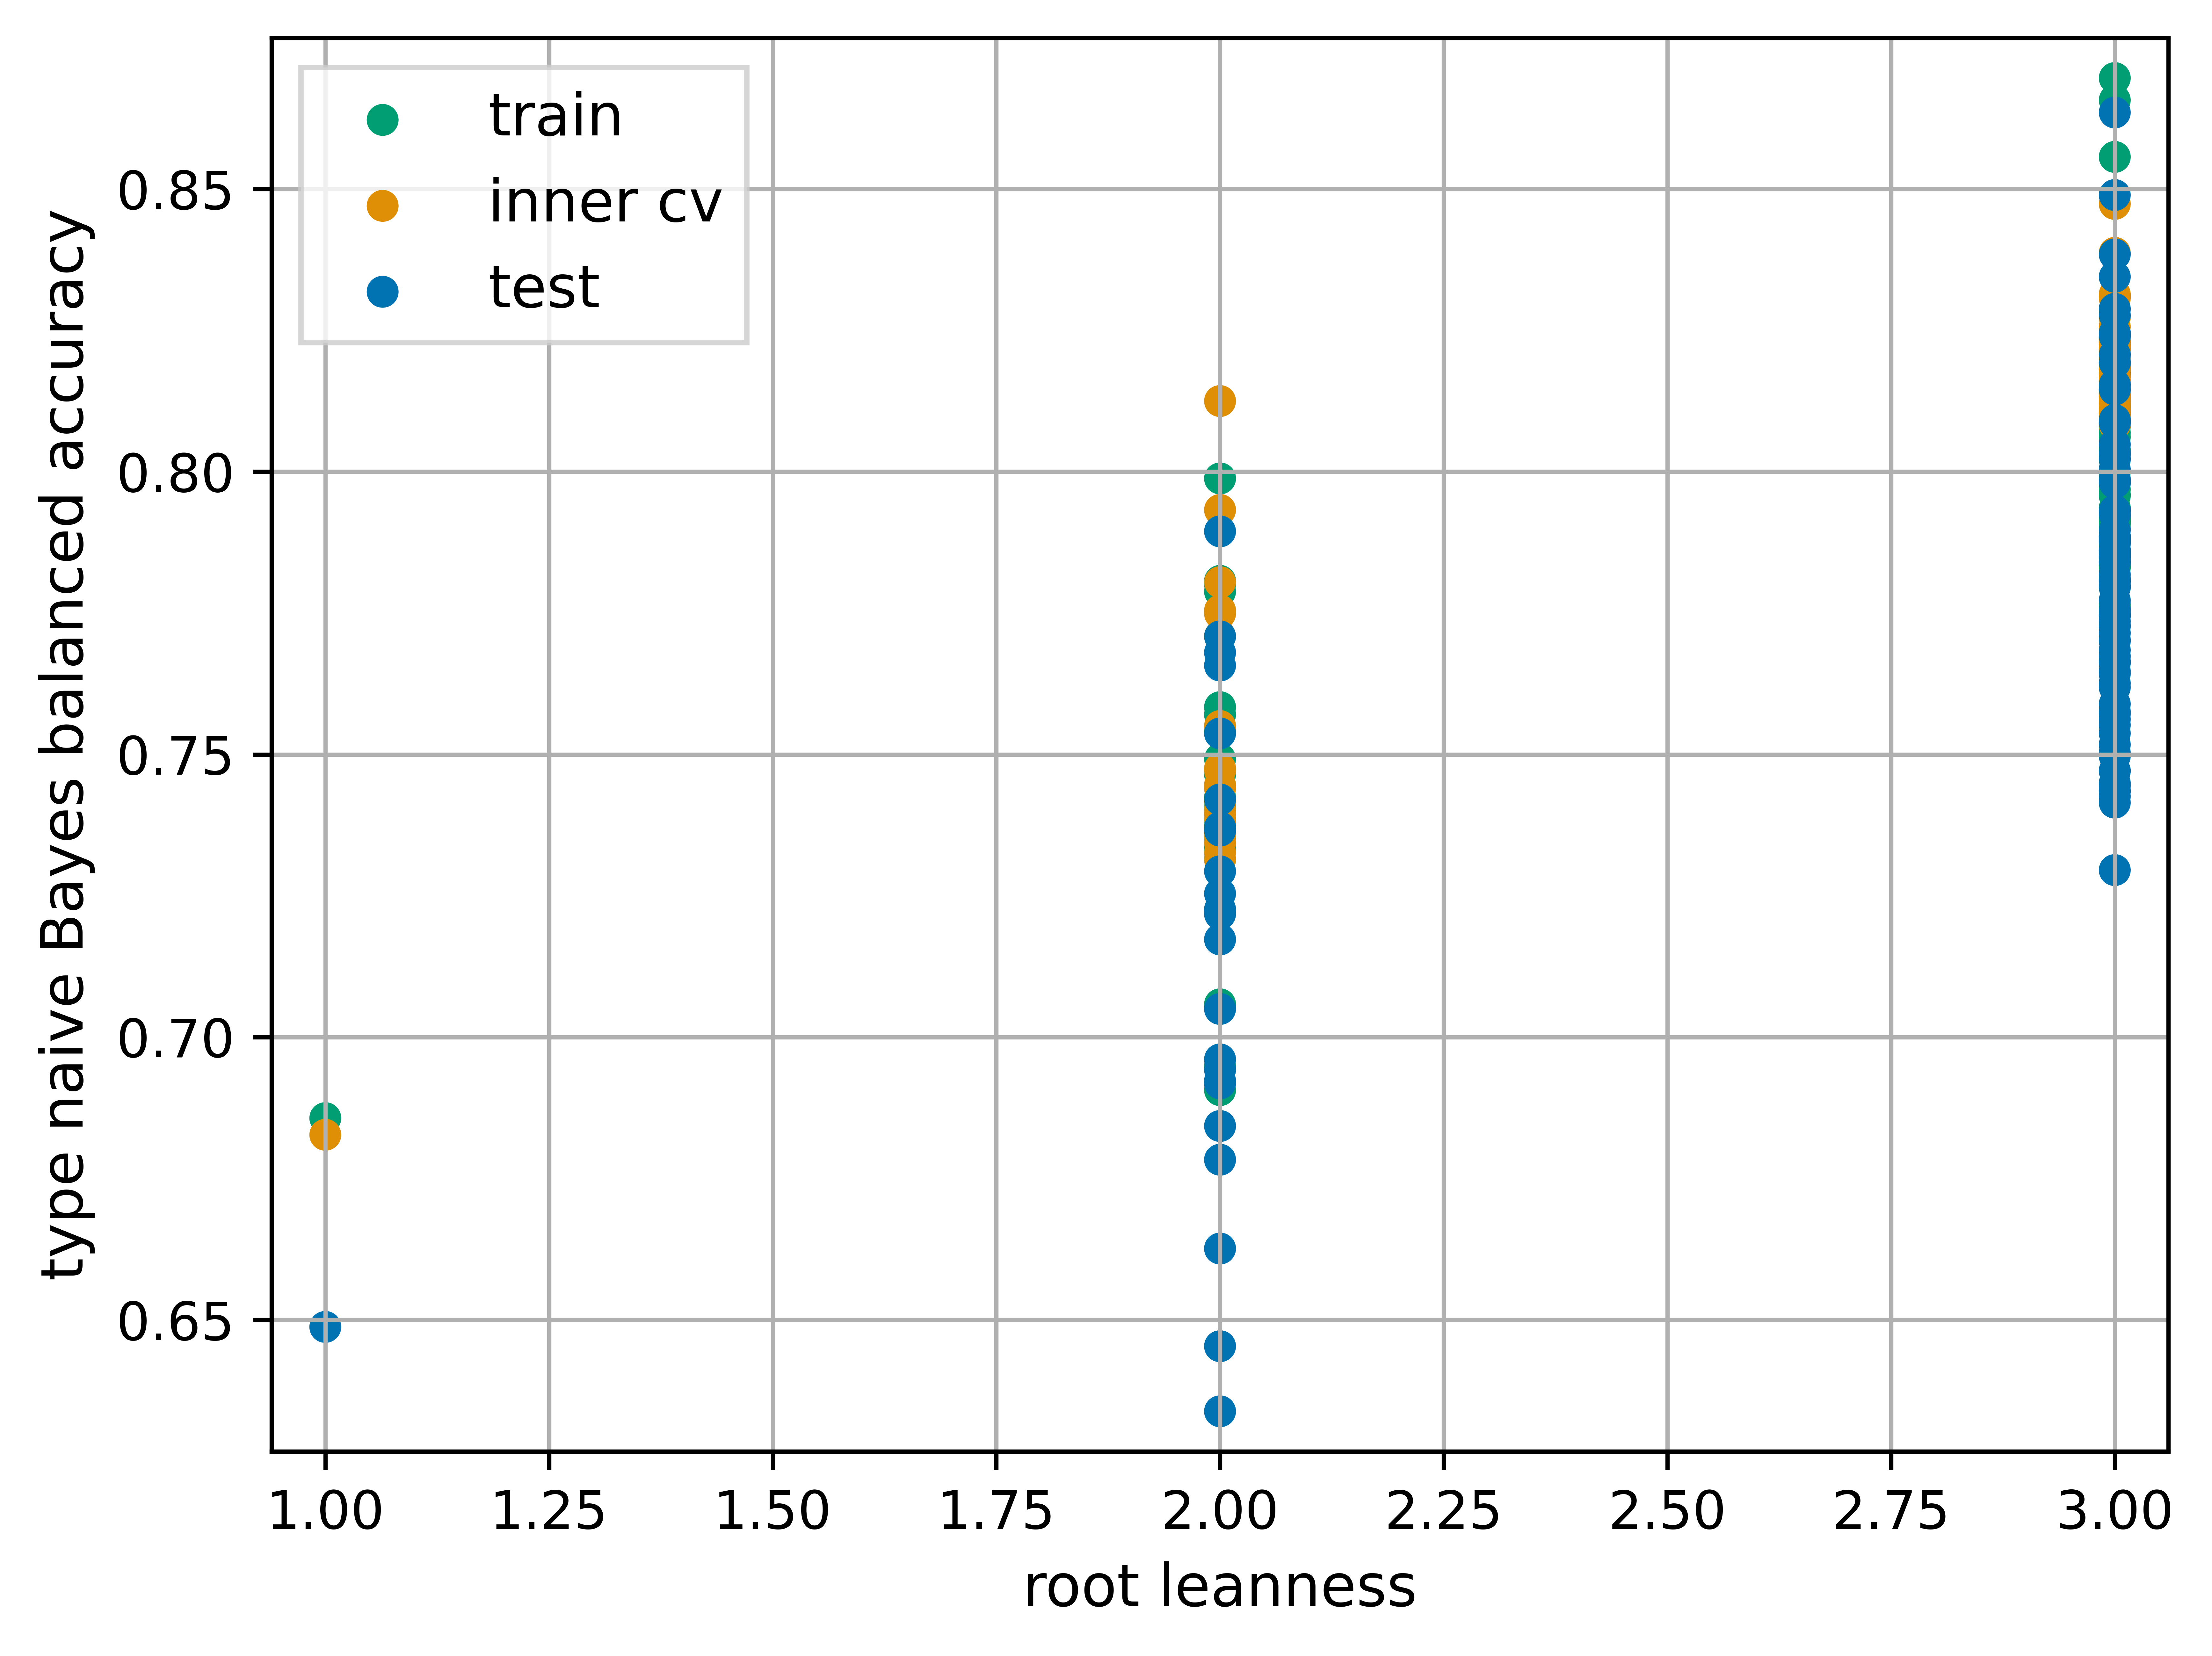 train
inner cv
test
type naive Bayes balanced accuracy
0.85
0.80
0.75
0.70
0.65
1.00 1.25 1.50 1.75 2.00 2.25 2.50 2.75 3.00
root leanness